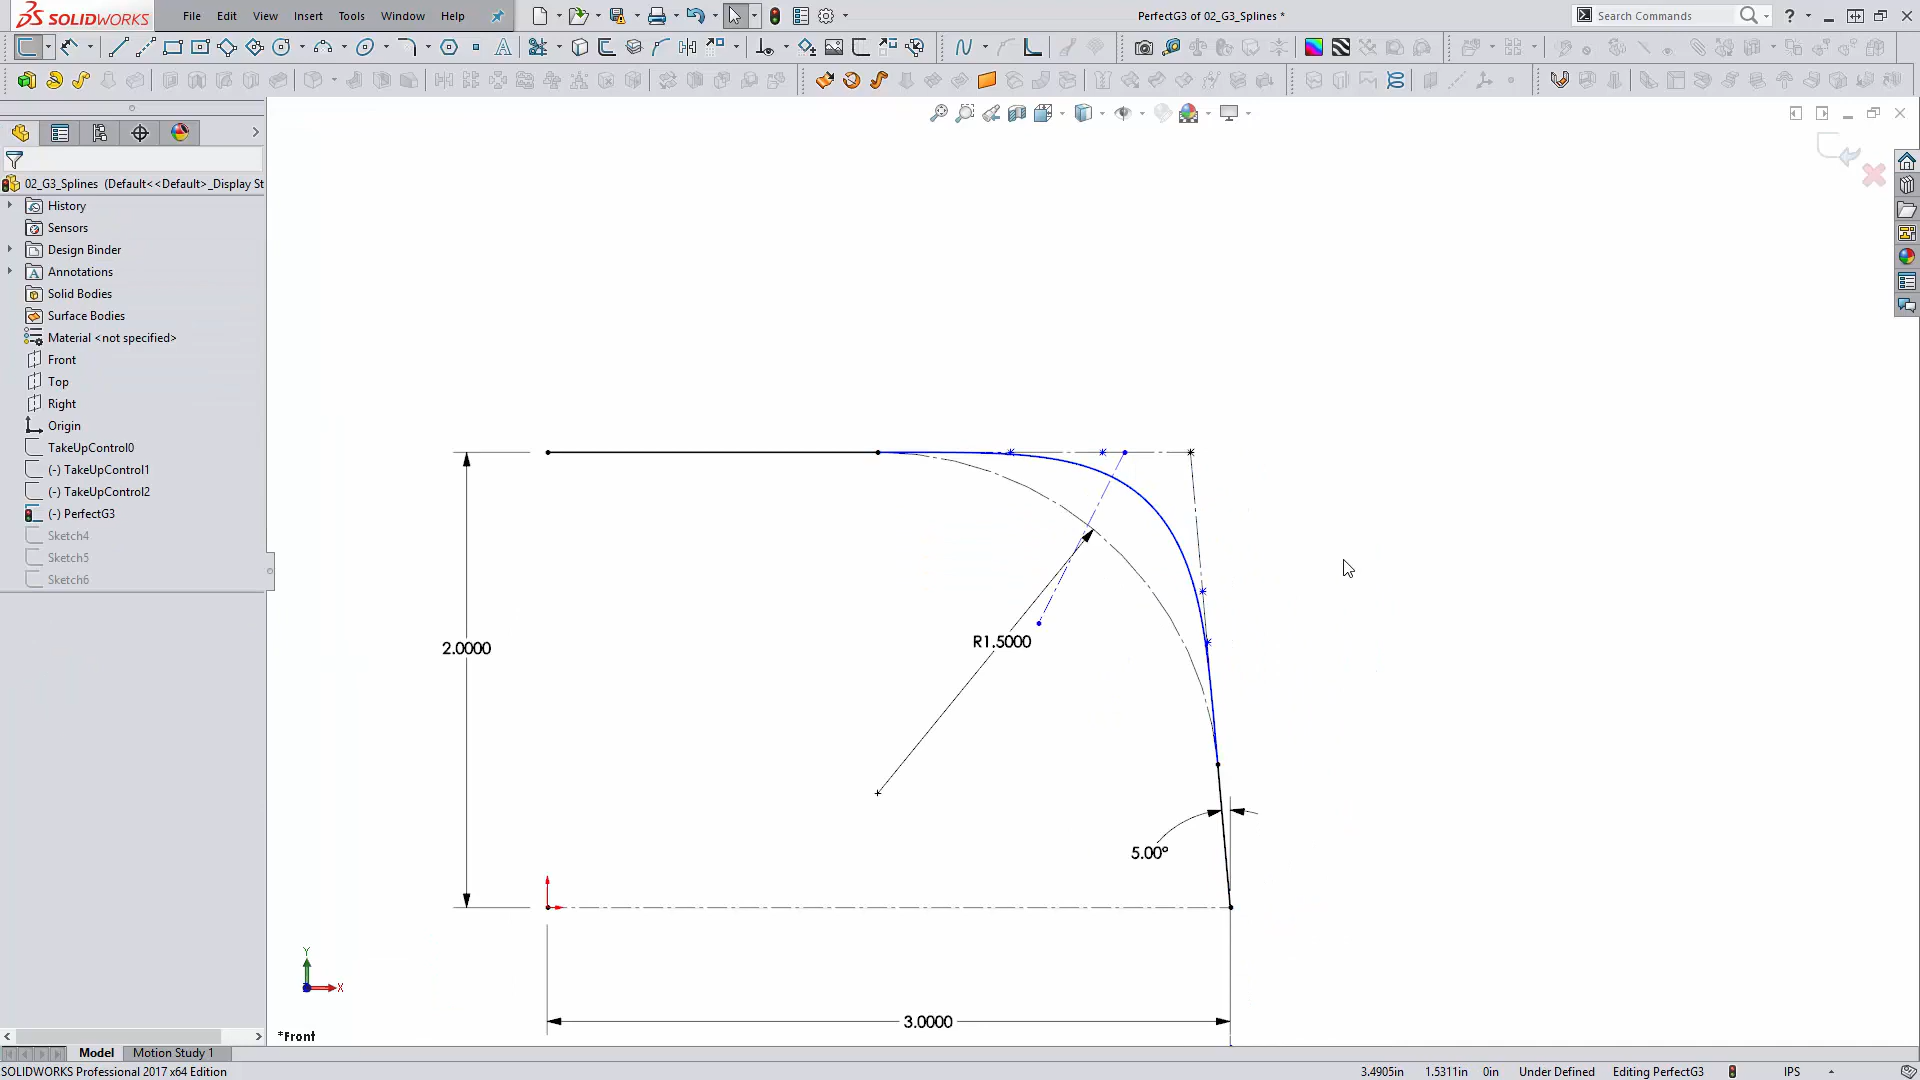 SOLIDWORKS
File Edit View Insert Tools Window Help
PerfectG3 of 02_G3_Splines *
Search Commands
?
02_G3_Splines (Default<<Default>_Display St
History
Sensors
Design Binder
Annotations
Solid Bodies
Surface Bodies
Material <not specified>
Front
Top
Right
Origin
TakeUpControl0
(-) TakeUpControl1
(-) TakeUpControl2
(-) PerfectG3
Sketch4
Sketch5
Sketch6
2.0000
R1.5000
5.00°
3.0000
Y
X
*Front
Model
Motion Study 1
SOLIDWORKS Professional 2017 x64 Edition
3.4905in 1.5311in 0in Under Defined Editing PerfectG3 IPS